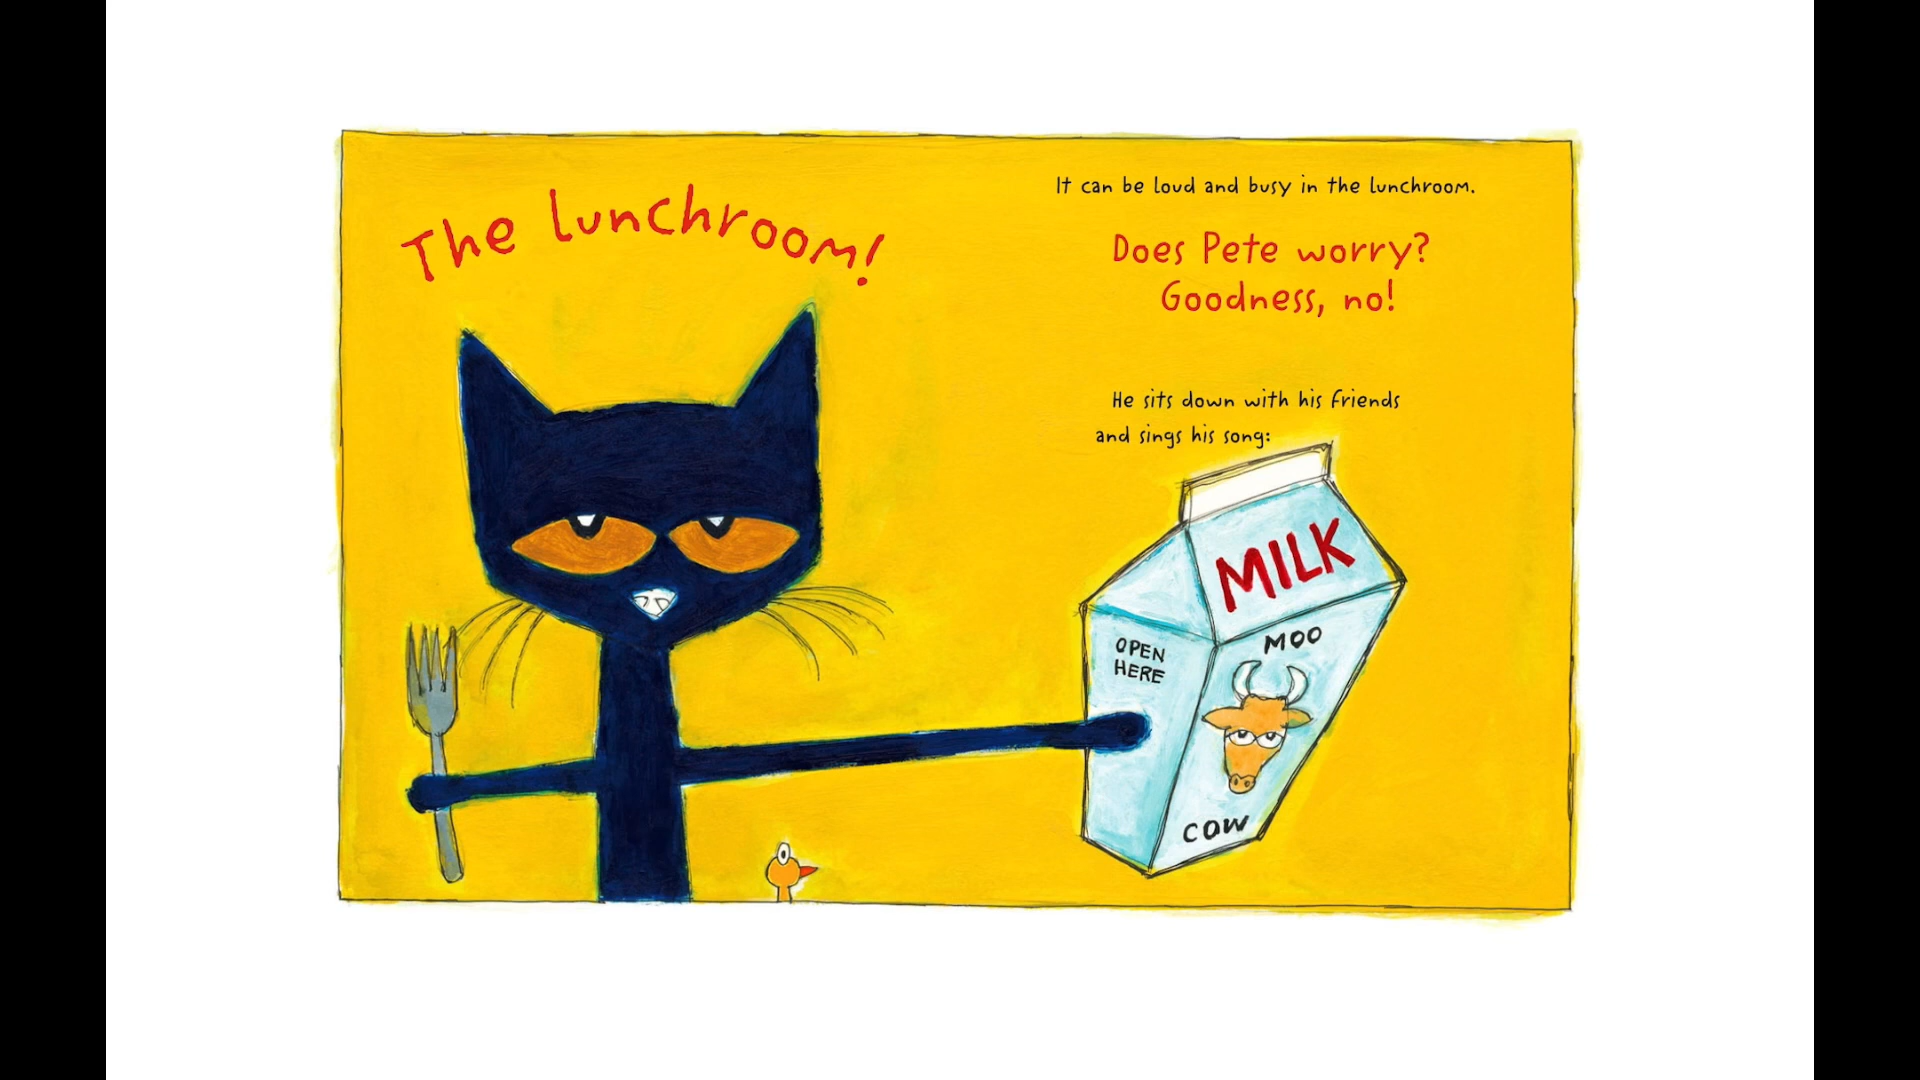 The lunchroom!
It can be loud and busy in the lunchroom.
Does Pete worry?
Goodness, no!
He sits down with his friends
and sings his song:
MILK
OPEN
HERE
MOO
COW